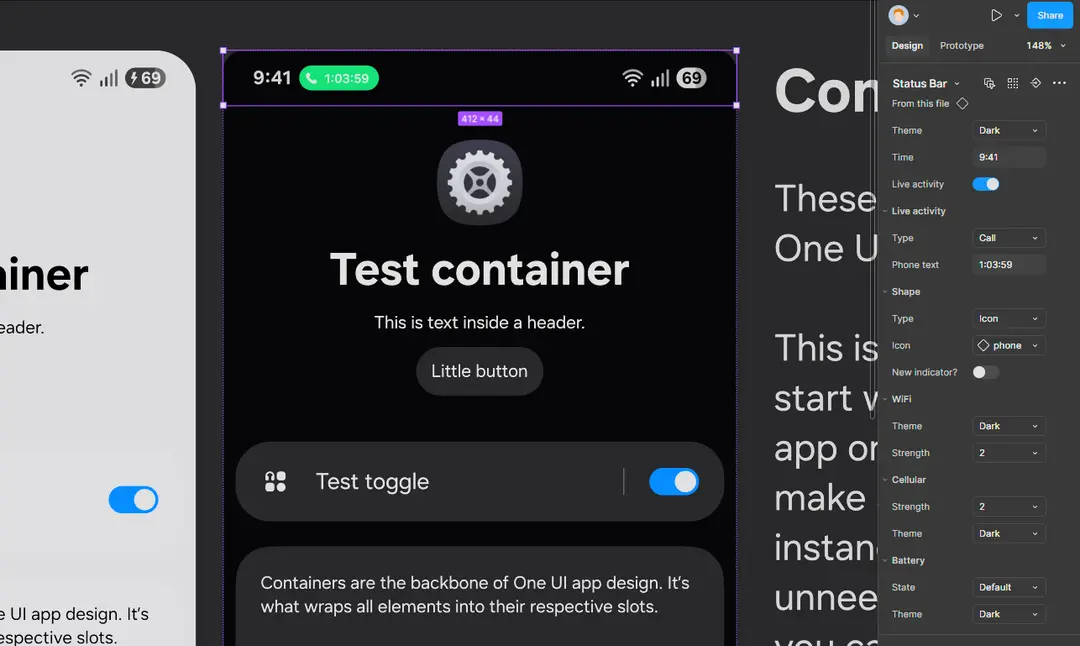 69
ainer
eader.
e UI app design. It's
espective slots.
9:41
1:03:59
69
412 × 44
Test container
This is text inside a header.
Little button
Test toggle
Containers are the backbone of One UI app design. It's
what wraps all elements into their respective slots.
Con
These
One U
This is
start
app or
make
instan
unnee
you ca
Share
Design Prototype 148%
Status Bar
From this file
Theme Dark
Time 9:41
Live activity
Live activity
Type Call
Phone text 1:03:59
Shape
Type Icon
Icon phone
New indicator?
WiFi
Theme Dark
Strength 2
Cellular
Strength 2
Theme Dark
Battery
State Default
Theme Dark